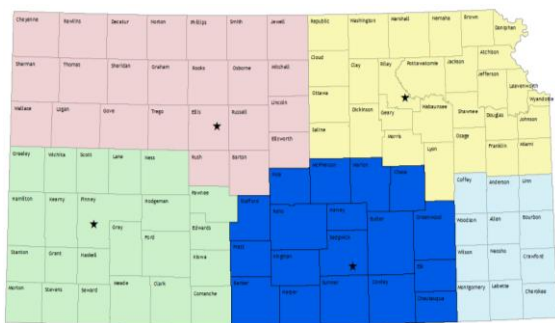 Cheyenne Rawlins Decatur Norton Phillips Smith Jewell Republic Washington Marshall Nemaha Brown Doniphan
Sherman Thomas Sheridan Graham Rooks Osborne Mitchell Cloud Clay Riley Pottawatomie Jackson Atchison
Jefferson Leavenworth Wyandotte
Wallace Logan Gove Trego Ellis Russell Lincoln Ottawa Dickinson Geary Wabaunsee Shawnee Douglas Johnson
Ellsworth Saline Morris Osage Franklin Miami
Greeley Wichita Scott Lane Ness Rush Barton Rice McPherson Marion Chase Lyon Coffey Anderson Linn
Hamilton Kearny Finney Hodgeman Pawnee Stafford Reno Harvey Butler Greenwood Woodson Allen Bourbon
Gray Ford Edwards Sedgwick
Stanton Grant Haskell Kiowa Pratt Kingman Elk Wilson Neosho Crawford
Morton Stevens Seward Meade Clark Comanche Barber Harper Sumner Cowley Chautauqua Montgomery Labette Cherokee